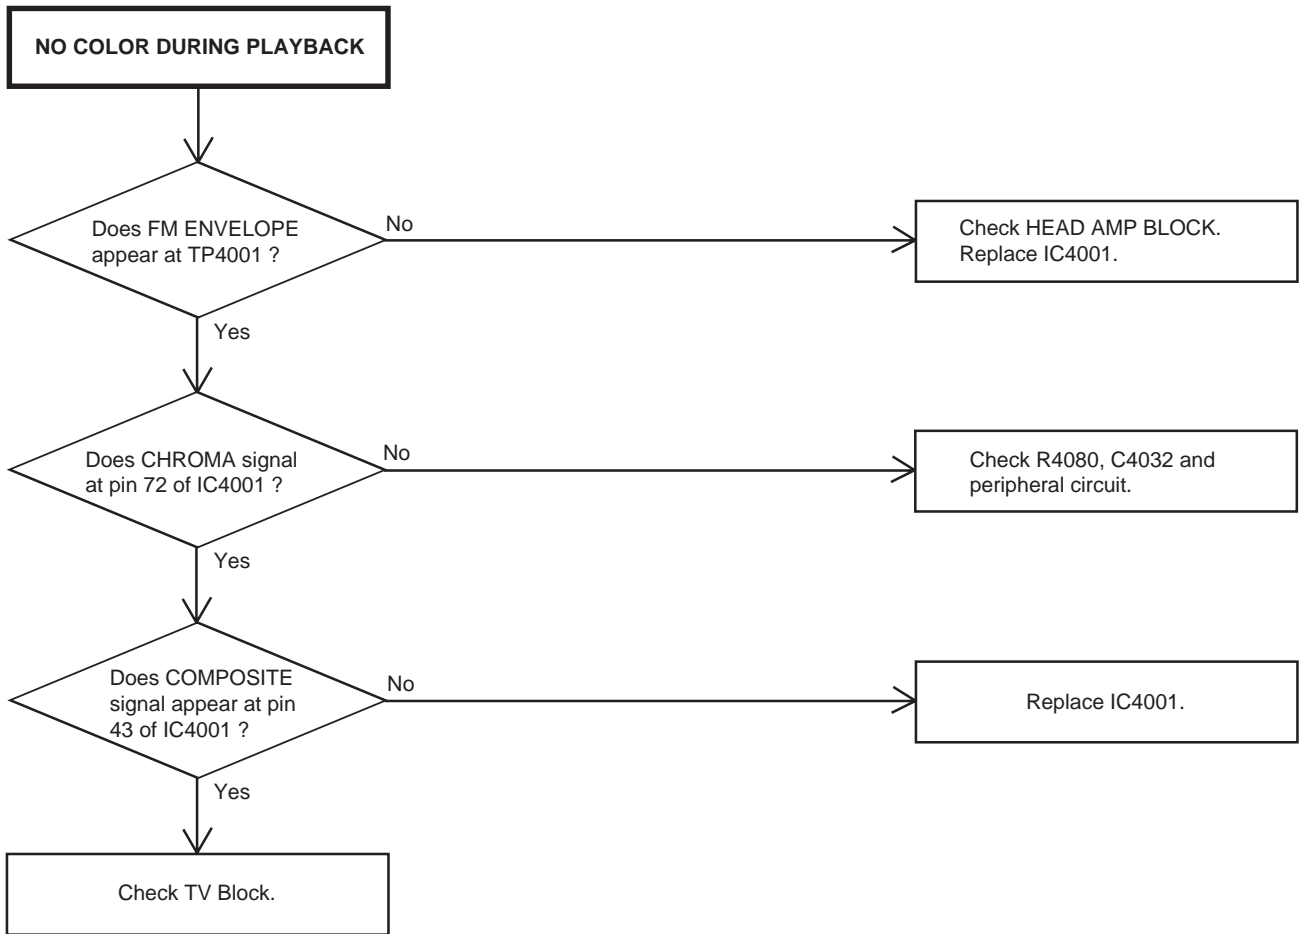 NO COLOR DURING PLAYBACK
Does FM ENVELOPE
appear at TP4001 ?
No
Check HEAD AMP BLOCK.
Replace IC4001.
Yes
Does CHROMA signal
at pin 72 of IC4001 ?
No
Check R4080, C4032 and
peripheral circuit.
Yes
Does COMPOSITE
signal appear at pin
43 of IC4001 ?
No
Replace IC4001.
Yes
Check TV Block.